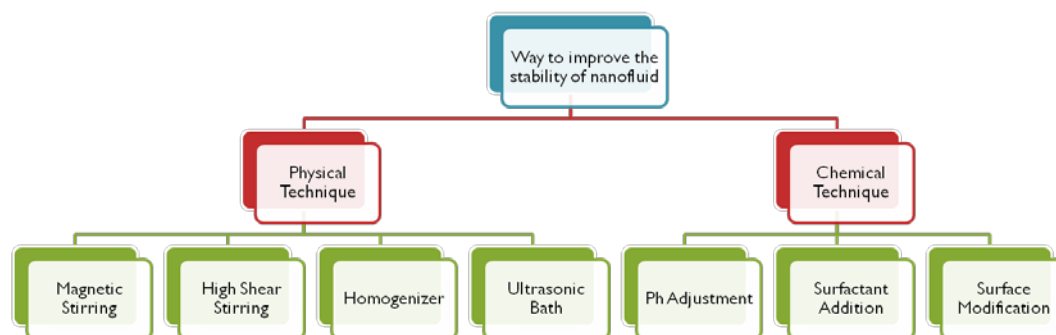 Way to improve the
stability of nanofluid
Physical
Technique
Chemical
Technique
Magnetic
Stirring
High Shear
Stirring
Homogenizer
Ultrasonic
Bath
Ph Adjustment
Surfactant
Addition
Surface
Modification